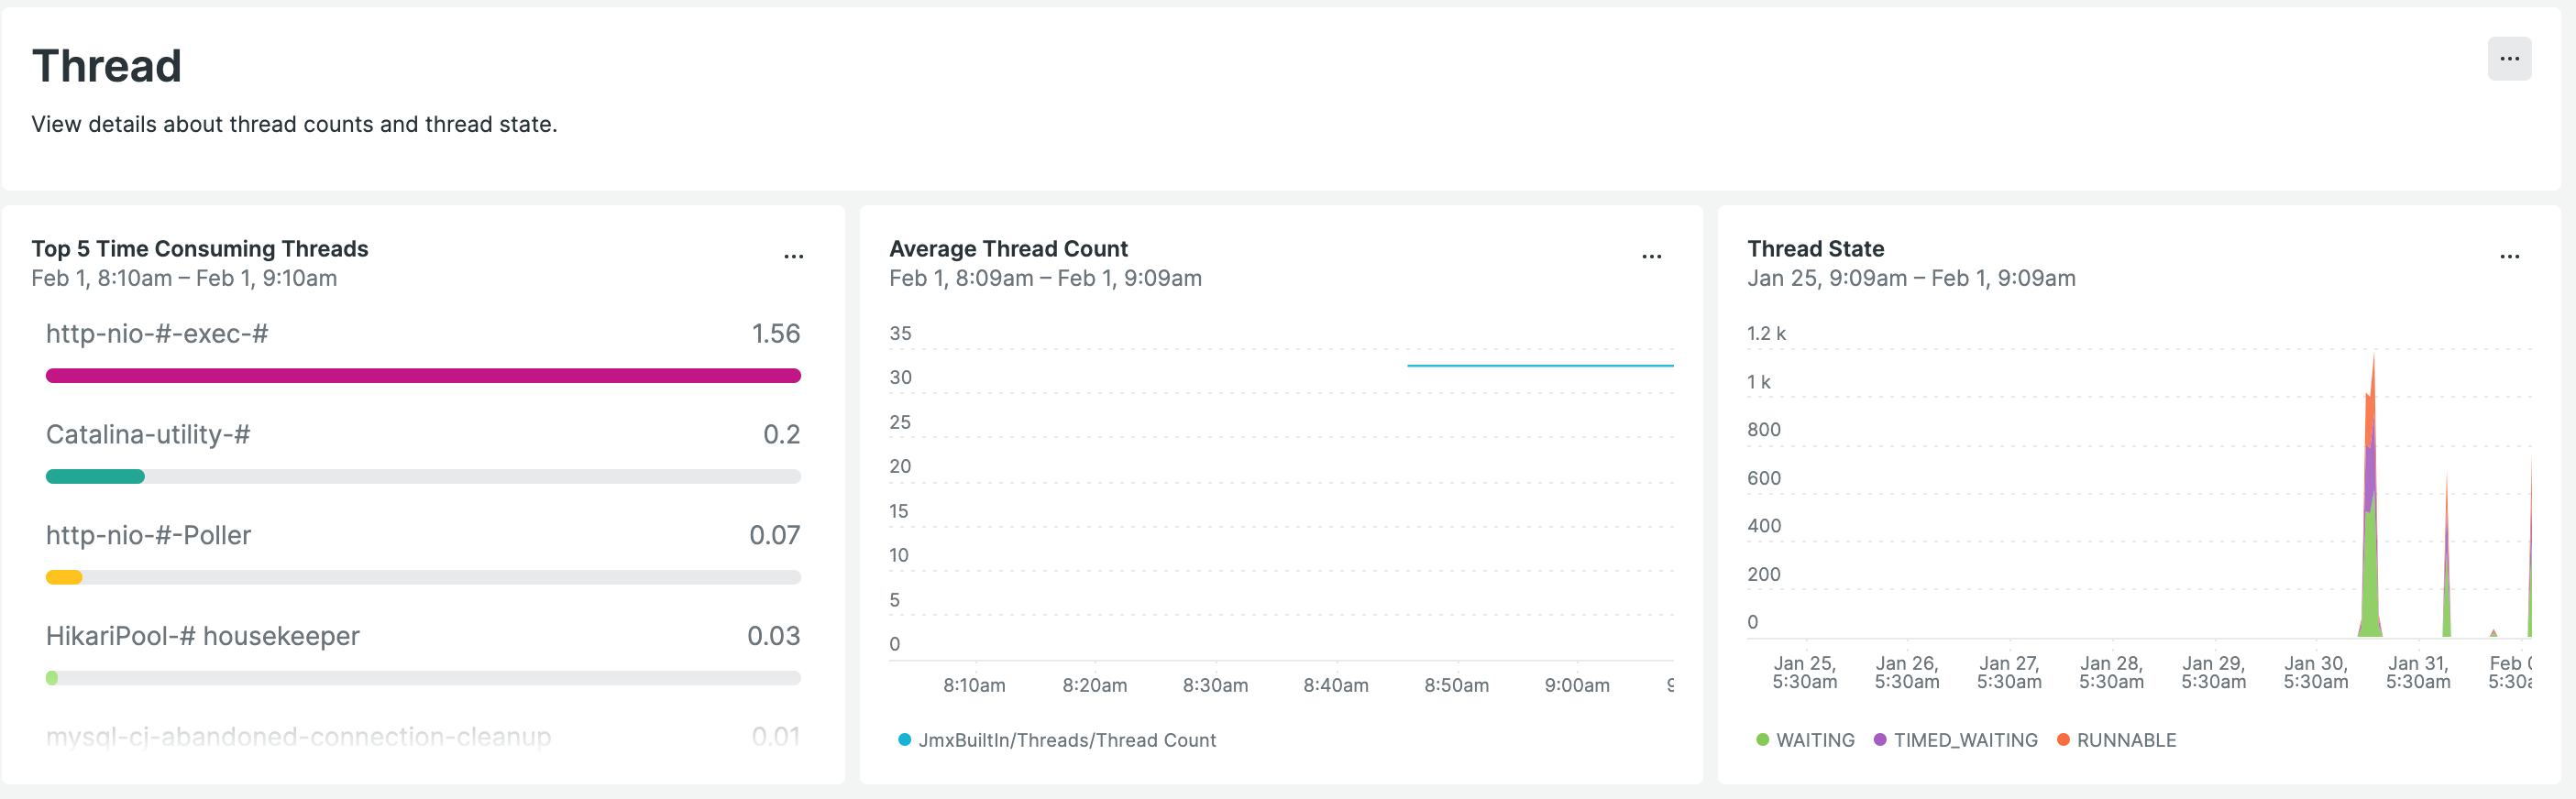 Thread
View details about thread counts and thread state.
Top 5 Time Consuming Threads
Feb 1, 8:10am – Feb 1, 9:10am
http-nio-#-exec-# 1.56
Catalina-utility-# 0.2
http-nio-#-Poller 0.07
HikariPool-# housekeeper 0.03
mysql-cj-abandoned-connection-cleanup 0.01
Average Thread Count
Feb 1, 8:09am – Feb 1, 9:09am
35
30
25
20
15
10
5
0
8:10am 8:20am 8:30am 8:40am 8:50am 9:00am
JmxBuiltIn/Threads/Thread Count
Thread State
Jan 25, 9:09am – Feb 1, 9:09am
1.2 k
1 k
800
600
400
200
0
Jan 25, Jan 26, Jan 27, Jan 28, Jan 29, Jan 30, Jan 31, Feb
5:30am 5:30am 5:30am 5:30am 5:30am 5:30am 5:30am
WAITING TIMED_WAITING RUNNABLE